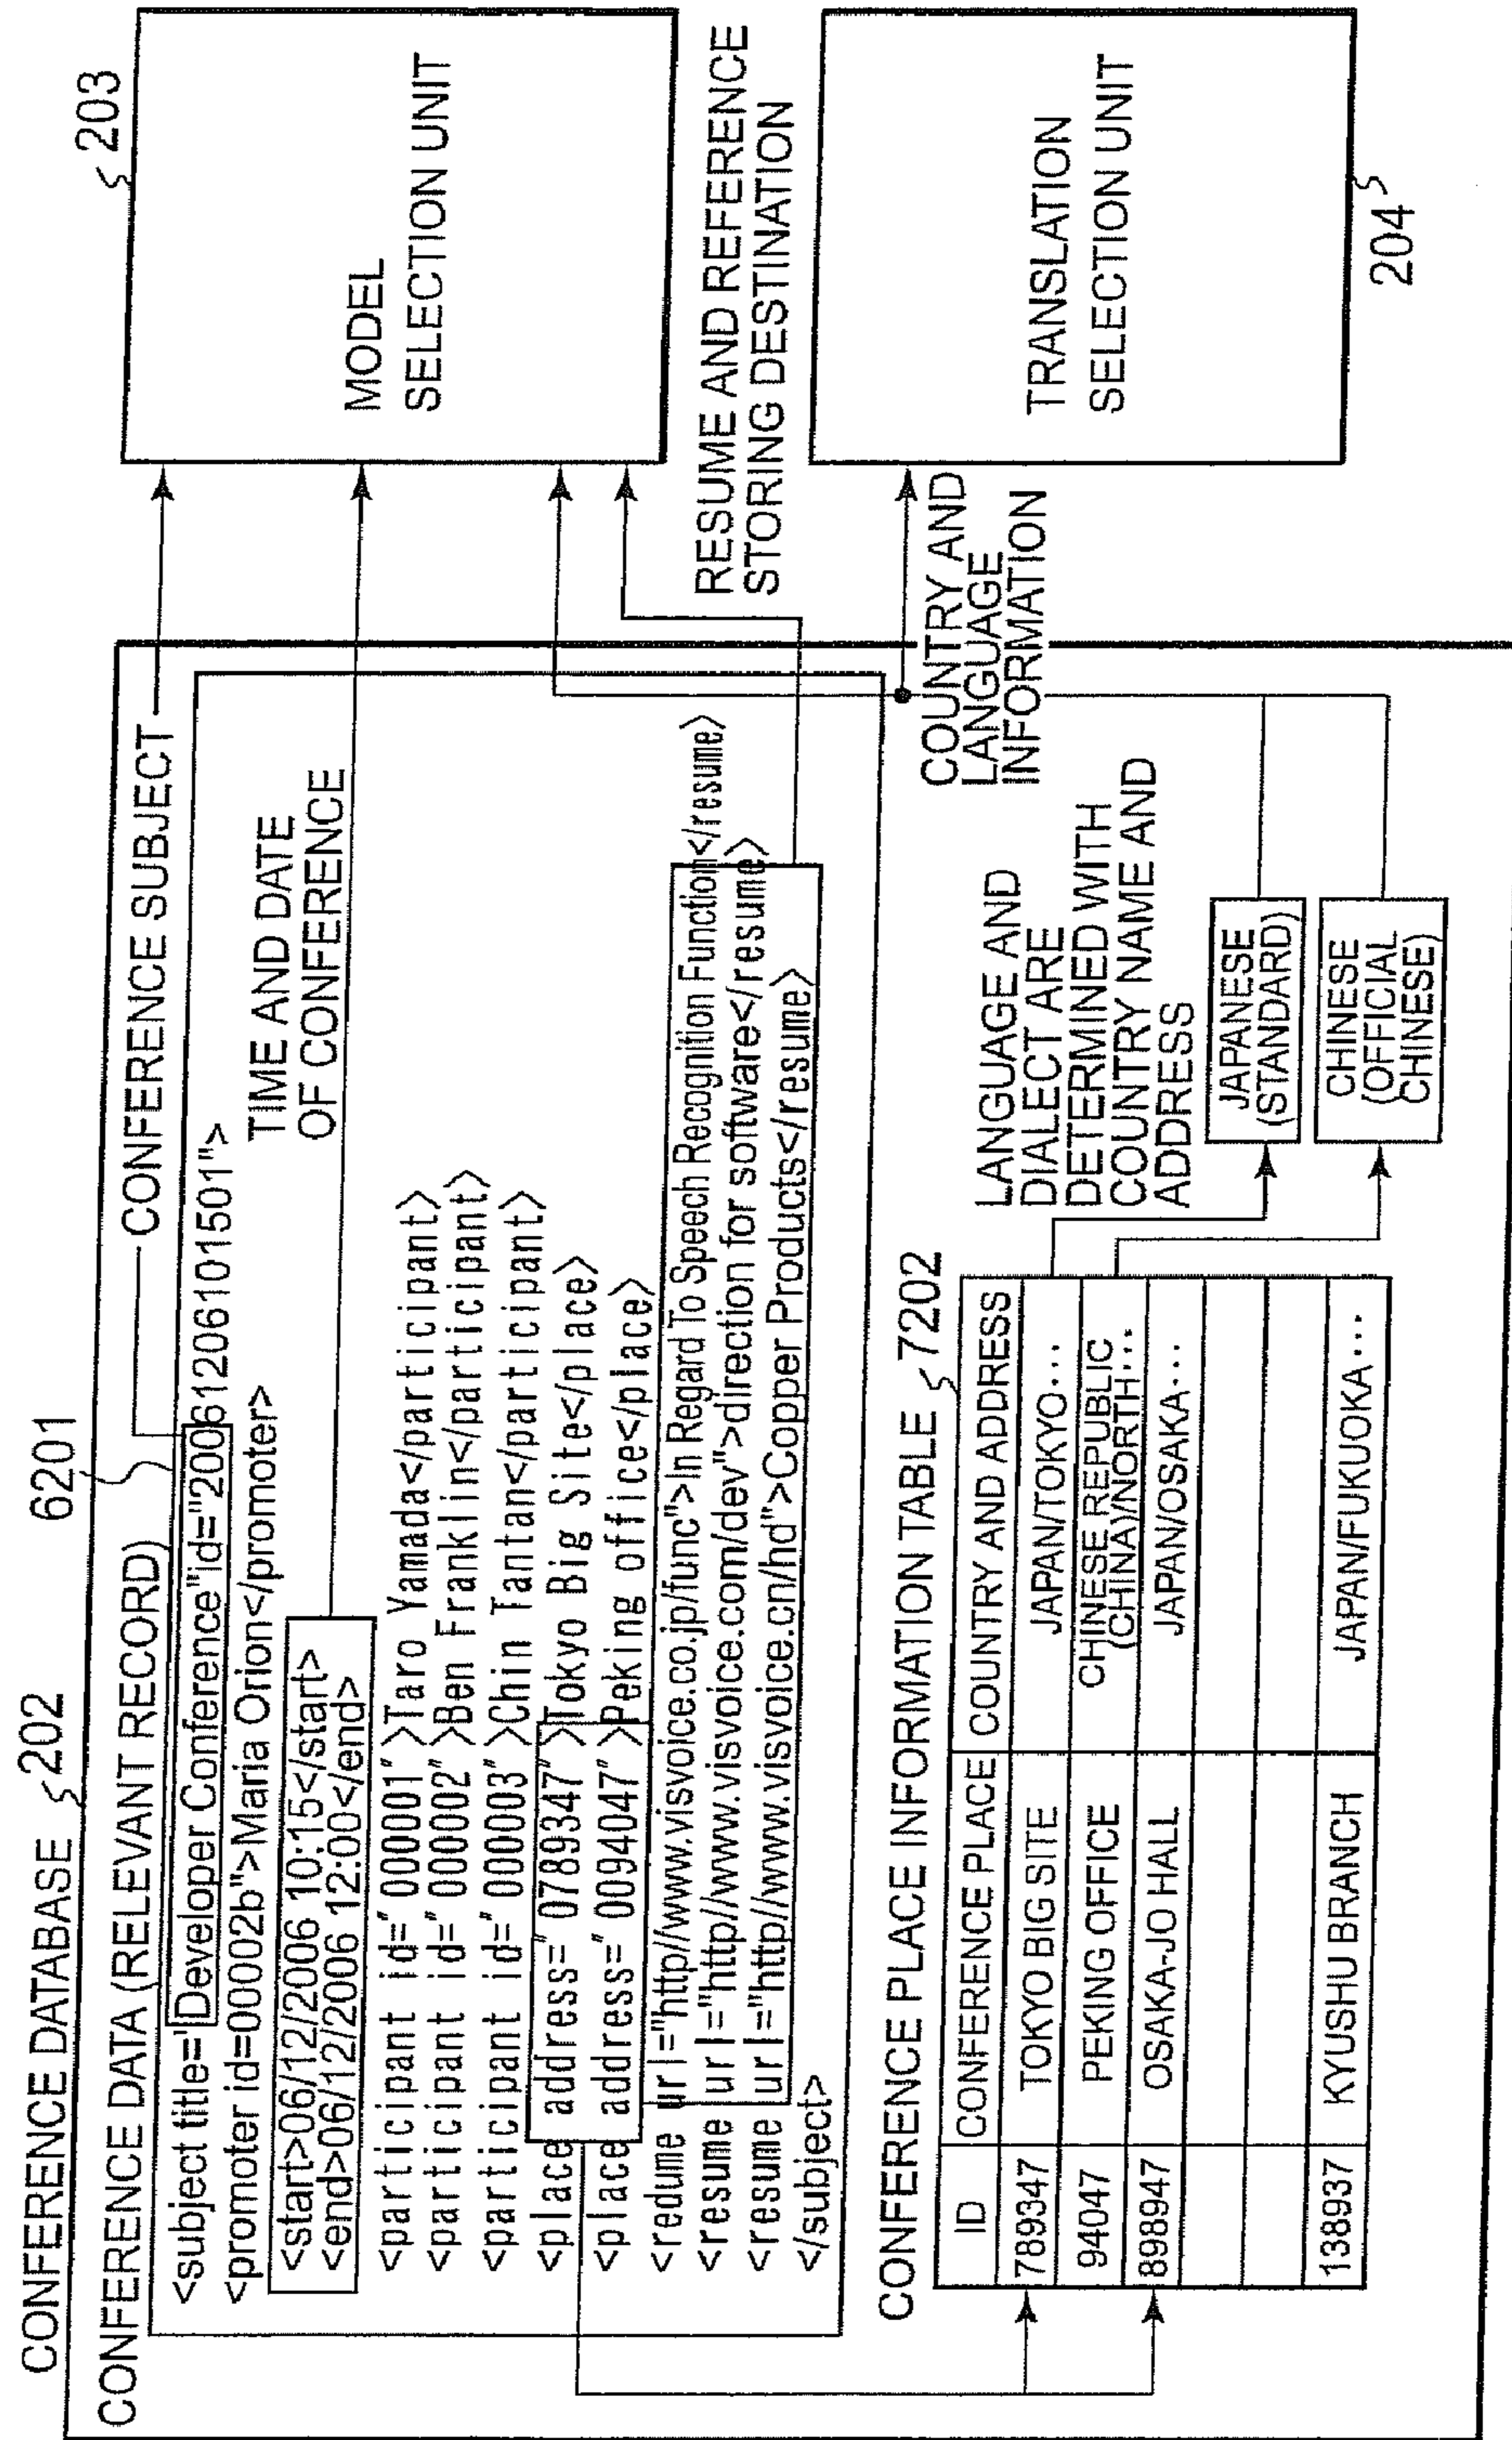 CONFERENCE DATABASE 202
6201
203
CONFERENCE DATA (RELEVANT RECORD)
CONFERENCE SUBJECT
<subject title="Developer Conference"id="20061206101501">
<promoter id=00002b">Maria Orion</promoter>
<start>06/12/2006 10:15</start>
<end>06/12/2006 12:00</end>
TIME AND DATE
OF CONFERENCE
<participant id="000001">Taro Yamada</participant>
<participant id="000002">Ben Franklin</participant>
<participant id="000003">Chin Tantan</participant>
<place address="0789347">Tokyo Big Site</place>
<place address="0094047">Peking office</place>
<redume url="http//www.visvoice.co.jp/func">In Regard To Speech Recognition Function</resume>
<resume url="http//www.visvoice.com/dev">direction for software</resume>
<resume url="http//www.visvoice.cn/hd">Copper Products</resume>
</subject>
MODEL
SELECTION UNIT
RESUME AND REFERENCE
STORING DESTINATION
CONFERENCE PLACE INFORMATION TABLE 7202
ID CONFERENCE PLACE COUNTRY AND ADDRESS
789347 TOKYO BIG SITE JAPAN/TOKYO...
94047 PEKING OFFICE CHINESE REPUBLIC
(CHINA)/NORTH...
898947 OSAKA-JO HALL JAPAN/OSAKA...
138937 KYUSHU BRANCH JAPAN/FUKUOKA...
LANGUAGE AND
DIALECT ARE
DETERMINED WITH
COUNTRY NAME AND
ADDRESS
JAPANESE
(STANDARD)
CHINESE
(OFFICIAL
CHINESE)
COUNTRY AND
LANGUAGE
INFORMATION
TRANSLATION
SELECTION UNIT
204